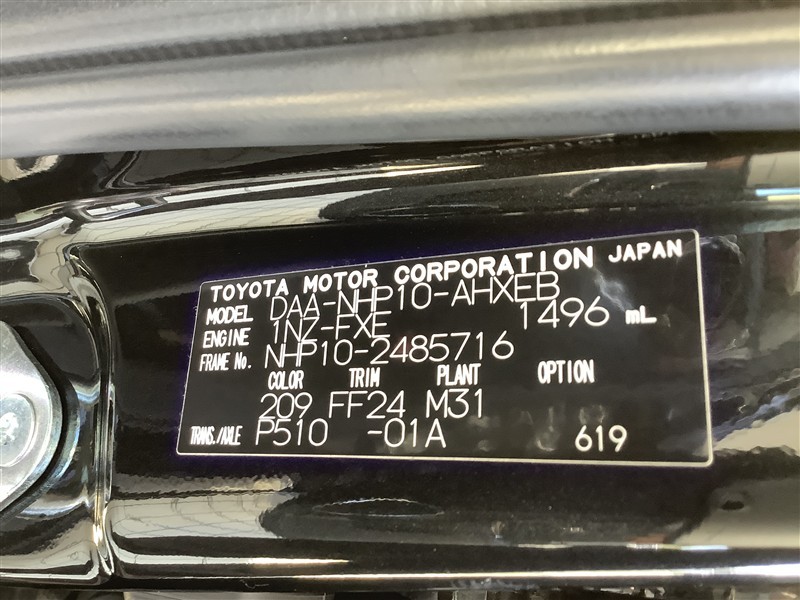 TOYOTA MOTOR CORPORATION JAPAN
MODEL DAA-NHP10-AHXEB
ENGINE 1NZ-FXE 1496 mL
FRAME No. NHP10-2485716
COLOR TRIM PLANT OPTION
209 FF24 M31
TRANS./AXLE P510 -01A 619